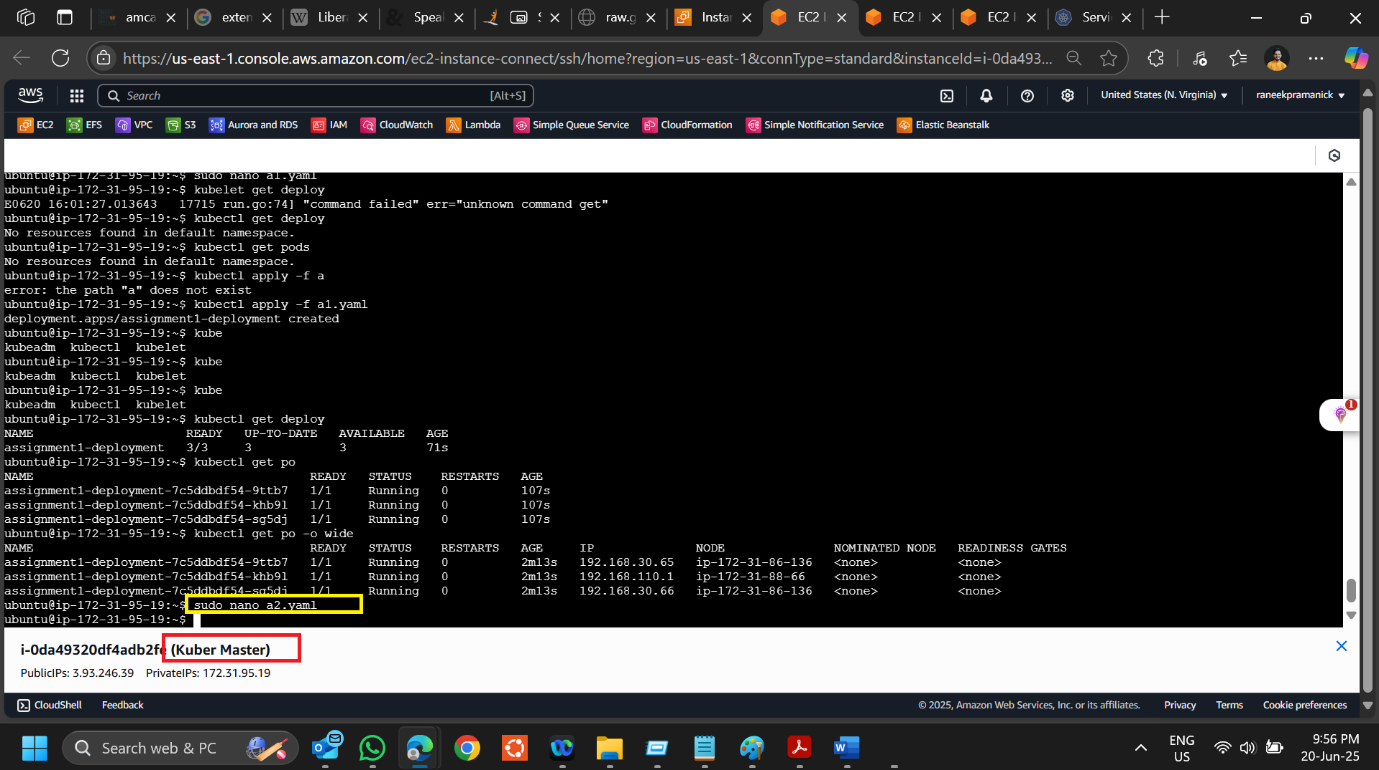 amca
exten
Liber
Speal
S
raw.g
Instar
EC2 I
EC2 I
EC2 I
Servi
https://us-east-1.console.aws.amazon.com/ec2-instance-connect/ssh/home?region=us-east-1&connType=standard&instanceId=i-0da493...
aws
Search [Alt+S]
United States (N. Virginia)
raneekpramanick
EC2 EFS VPC S3 Aurora and RDS IAM CloudWatch Lambda Simple Queue Service CloudFormation Simple Notification Service Elastic Beanstalk
ubuntu@ip-172-31-95-19:~$ sudo nano a1.yaml
ubuntu@ip-172-31-95-19:~$ kubelet get deploy
E0620 16:01:27.013643   17715 run.go:74] "command failed" err="unknown command get"
ubuntu@ip-172-31-95-19:~$ kubectl get deploy
No resources found in default namespace.
ubuntu@ip-172-31-95-19:~$ kubectl get pods
No resources found in default namespace.
ubuntu@ip-172-31-95-19:~$ kubectl apply -f a
error: the path "a" does not exist
ubuntu@ip-172-31-95-19:~$ kubectl apply -f a1.yaml
deployment.apps/assignment1-deployment created
ubuntu@ip-172-31-95-19:~$ kube
kubeadm  kubectl  kubelet
ubuntu@ip-172-31-95-19:~$ kube
kubeadm  kubectl  kubelet
ubuntu@ip-172-31-95-19:~$ kube
kubeadm  kubectl  kubelet
ubuntu@ip-172-31-95-19:~$ kubectl get deploy
NAME                     READY   UP-TO-DATE   AVAILABLE   AGE
assignment1-deployment   3/3     3            3           71s
ubuntu@ip-172-31-95-19:~$ kubectl get po
NAME                                      READY   STATUS    RESTARTS   AGE
assignment1-deployment-7c5ddbdf54-9ttb7   1/1     Running   0          107s
assignment1-deployment-7c5ddbdf54-khb9l   1/1     Running   0          107s
assignment1-deployment-7c5ddbdf54-sg5dj   1/1     Running   0          107s
ubuntu@ip-172-31-95-19:~$ kubectl get po -o wide
NAME                                      READY   STATUS    RESTARTS   AGE     IP              NODE               NOMINATED NODE   READINESS GATES
assignment1-deployment-7c5ddbdf54-9ttb7   1/1     Running   0          2m13s   192.168.30.65   ip-172-31-86-136   <none>           <none>
assignment1-deployment-7c5ddbdf54-khb9l   1/1     Running   0          2m13s   192.168.110.1   ip-172-31-88-66    <none>           <none>
assignment1-deployment-7c5ddbdf54-sg5dj   1/1     Running   0          2m13s   192.168.30.66   ip-172-31-86-136   <none>           <none>
ubuntu@ip-172-31-95-19:~$ sudo nano a2.yaml
ubuntu@ip-172-31-95-19:~$
1
i-0da49320df4adb2fe (Kuber Master)
PublicIPs: 3.93.246.39 PrivateIPs: 172.31.95.19
CloudShell Feedback © 2025, Amazon Web Services, Inc. or its affiliates. Privacy Terms Cookie preferences
Search web & PC
ENG
US
9:56 PM
20-Jun-25